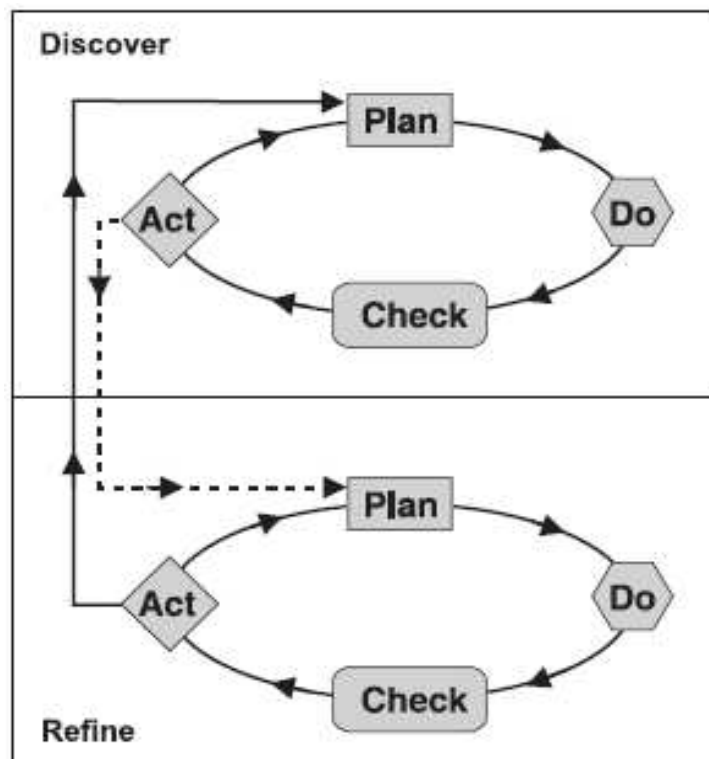 Discover
Plan
Act
Do
Check
Plan
Act
Do
Check
Refine